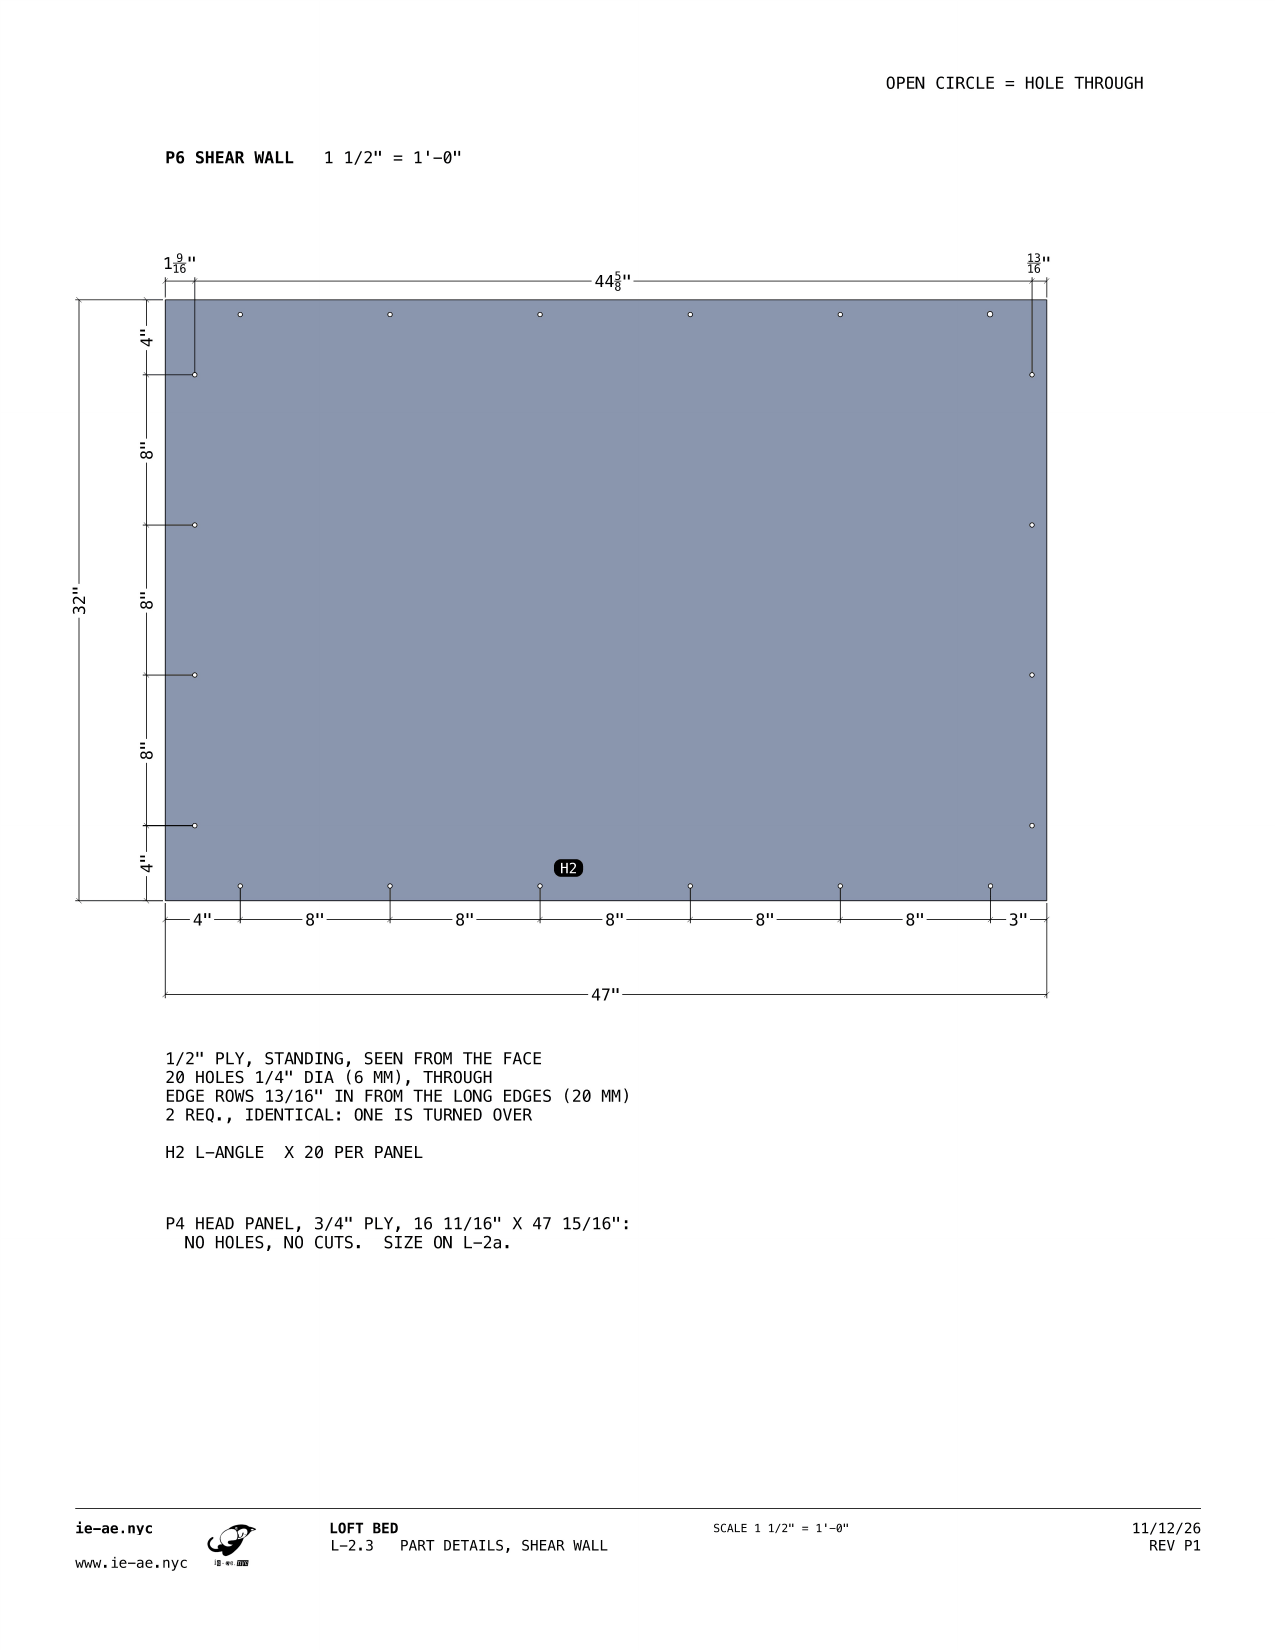 OPEN CIRCLE = HOLE THROUGH
P6 SHEAR WALL 1 1/2" = 1'-0"
1 9/16"
13/16"
44 5/8"
4"
8"
8"
8"
4"
32"
H2
4" 8" 8" 8" 8" 8" 3"
47"
1/2" PLY, STANDING, SEEN FROM THE FACE
20 HOLES 1/4" DIA (6 MM), THROUGH
EDGE ROWS 13/16" IN FROM THE LONG EDGES (20 MM)
2 REQ., IDENTICAL: ONE IS TURNED OVER
H2 L-ANGLE X 20 PER PANEL
P4 HEAD PANEL, 3/4" PLY, 16 11/16" X 47 15/16":
NO HOLES, NO CUTS. SIZE ON L-2a.
ie-ae.nyc
www.ie-ae.nyc
ie-ae.nyc
LOFT BED
L-2.3 PART DETAILS, SHEAR WALL
SCALE 1 1/2" = 1'-0"
11/12/26
REV P1